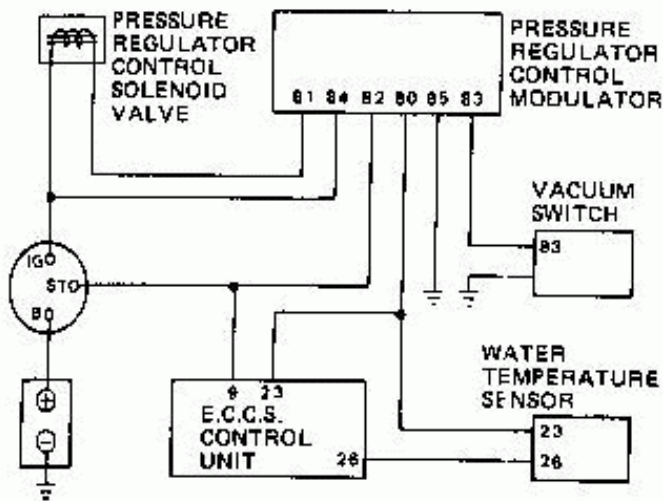 PRESSURE
REGULATOR
CONTROL
SOLENOID
VALVE
PRESSURE
REGULATOR
CONTROL
MODULATOR
81 84 82 80 85 83
VACUUM
SWITCH
83
IG
ST
B
WATER
TEMPERATURE
SENSOR
9 23
E.C.C.S.
CONTROL
UNIT
26
23
26
+
−